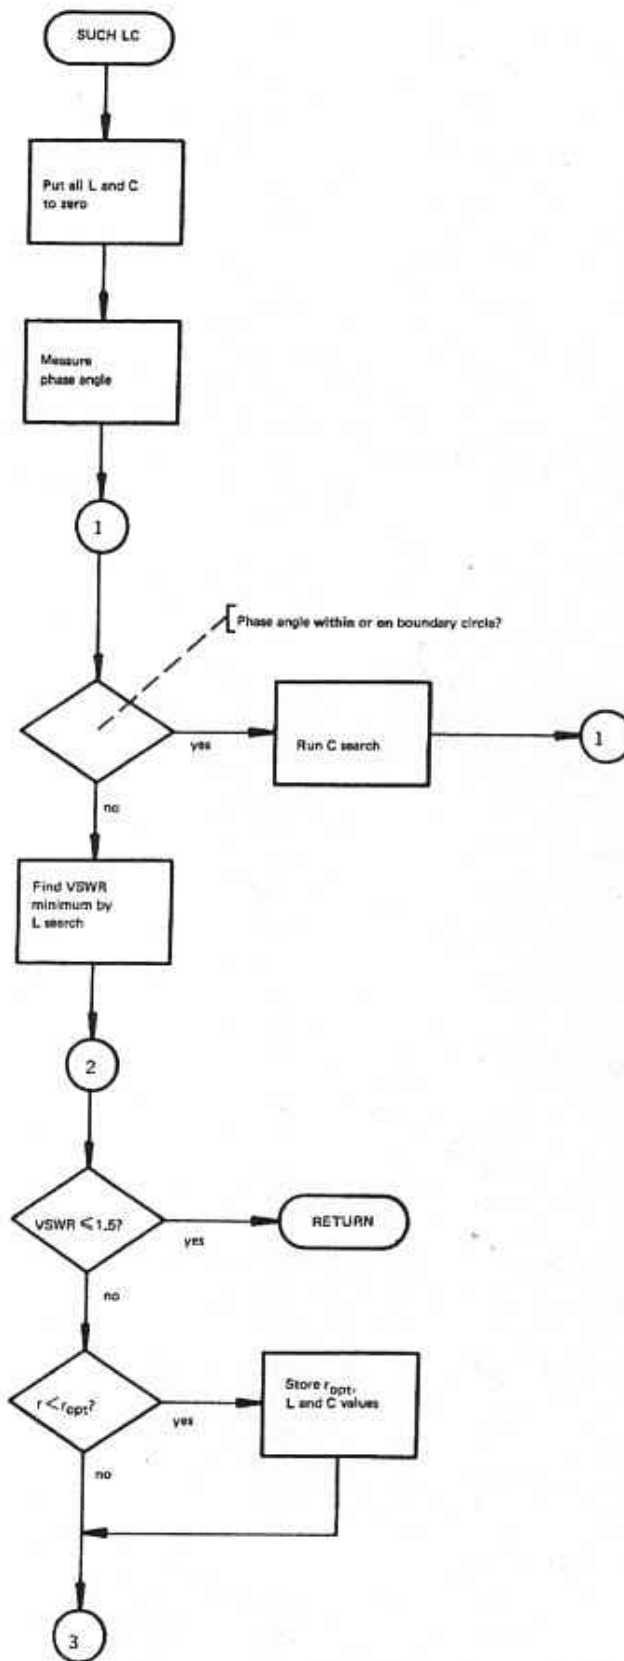 SUCH LC
Put all L and C
to zero
Measure
phase angle
1
Phase angle within or on boundary circle?
yes
Run C search
1
no
Find VSWR
minimum by
L search
2
VSWR ≤ 1.5?
yes
RETURN
no
r < ropt?
yes
Store ropt,
L and C values
no
3